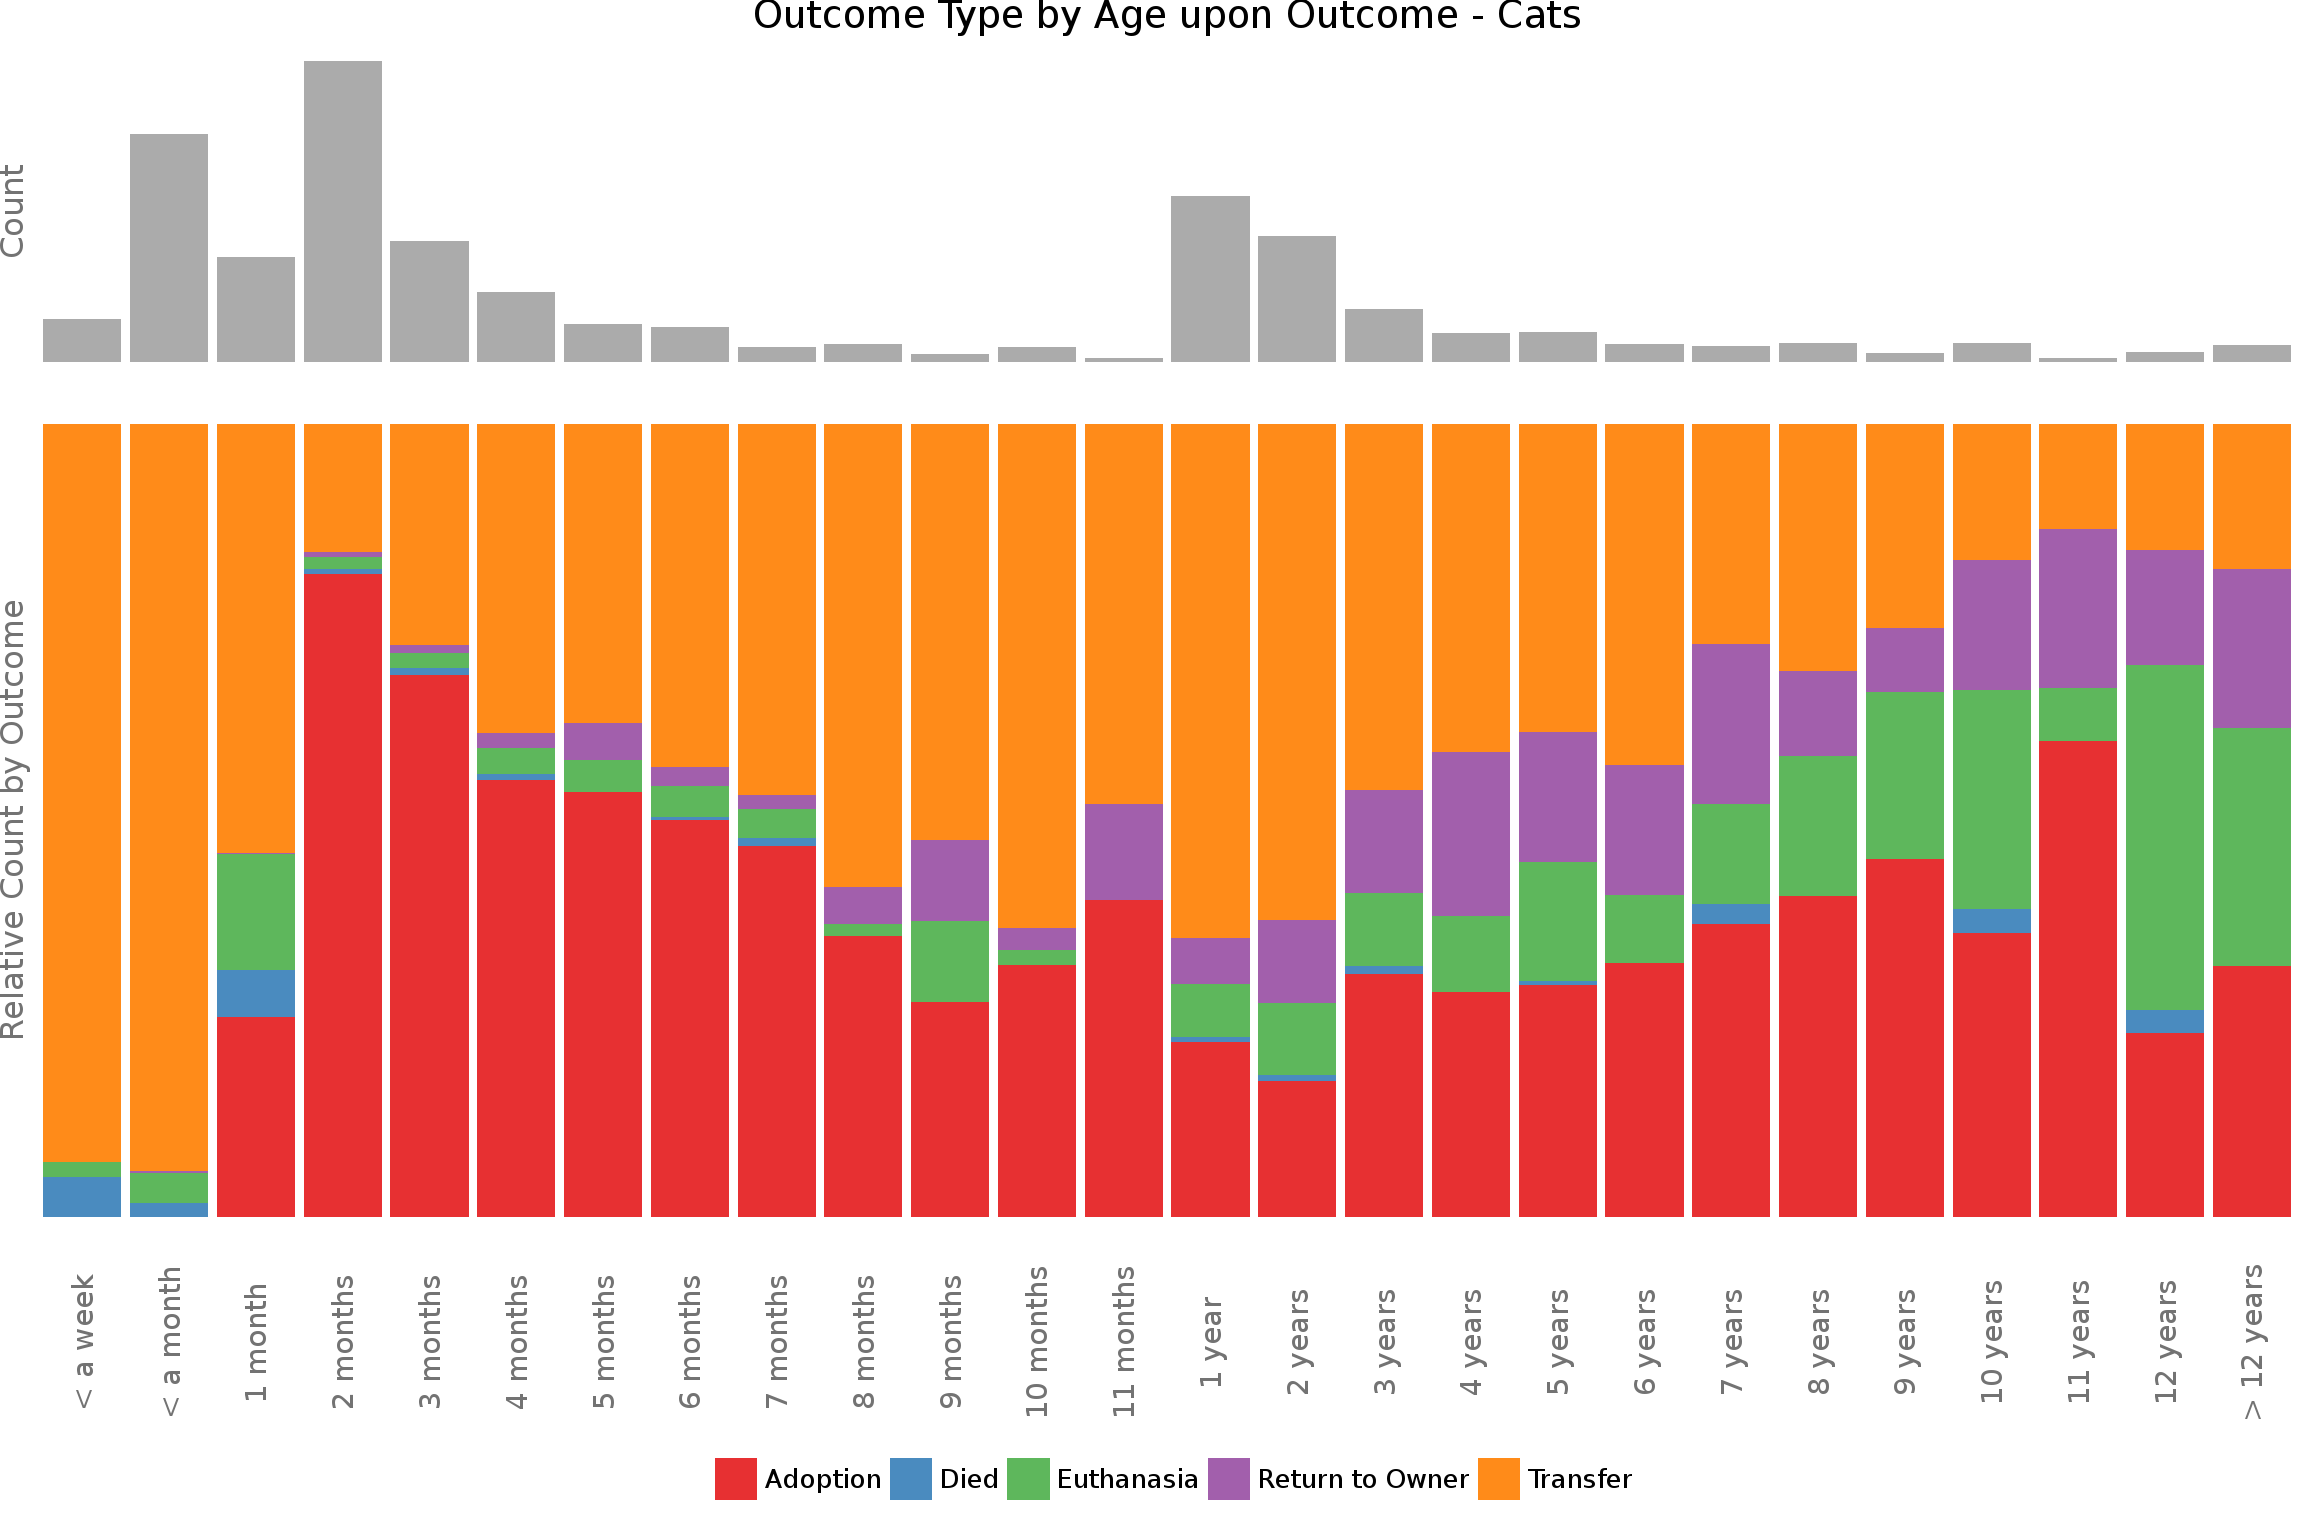 Outcome Type by Age upon Outcome - Cats
Count
Relative Count by Outcome
< a week
< a month
1 month
2 months
3 months
4 months
5 months
6 months
7 months
8 months
9 months
10 months
11 months
1 year
2 years
3 years
4 years
5 years
6 years
7 years
8 years
9 years
10 years
11 years
12 years
> 12 years
Adoption Died Euthanasia Return to Owner Transfer